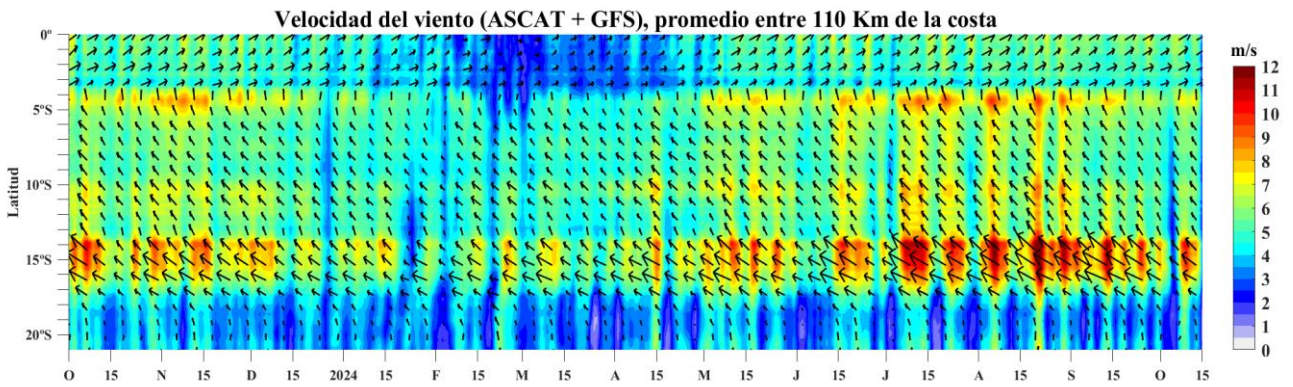 Velocidad del viento (ASCAT + GFS), promedio entre 110 Km de la costa
Latitud
0º
5ºS
10ºS
15ºS
20ºS
O 15 N 15 D 15 2024 15 F 15 M 15 A 15 M 15 J 15 J 15 A 15 S 15 O 15
m/s
12
11
10
9
8
7
6
5
4
3
2
1
0